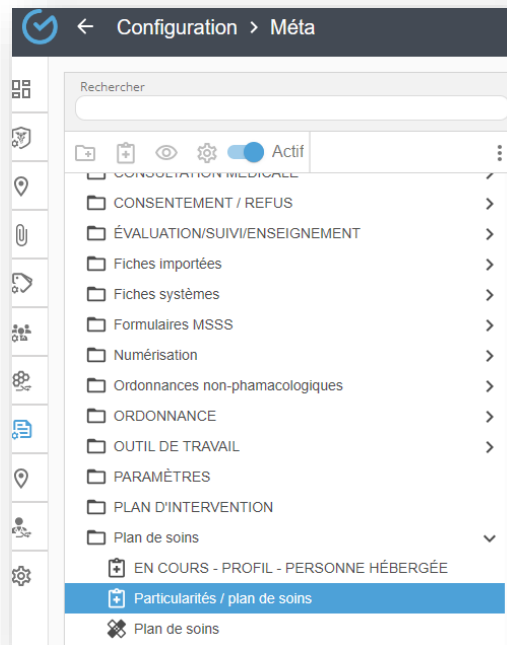 Configuration > Méta
Rechercher
Actif
CONSULTATION MÉDICALE
CONSENTEMENT / REFUS
ÉVALUATION/SUIVI/ENSEIGNEMENT
Fiches importées
Fiches systèmes
Formulaires MSSS
Numérisation
Ordonnances non-phamacologiques
ORDONNANCE
OUTIL DE TRAVAIL
PARAMÈTRES
PLAN D'INTERVENTION
Plan de soins
EN COURS - PROFIL - PERSONNE HÉBERGÉE
Particularités / plan de soins
Plan de soins